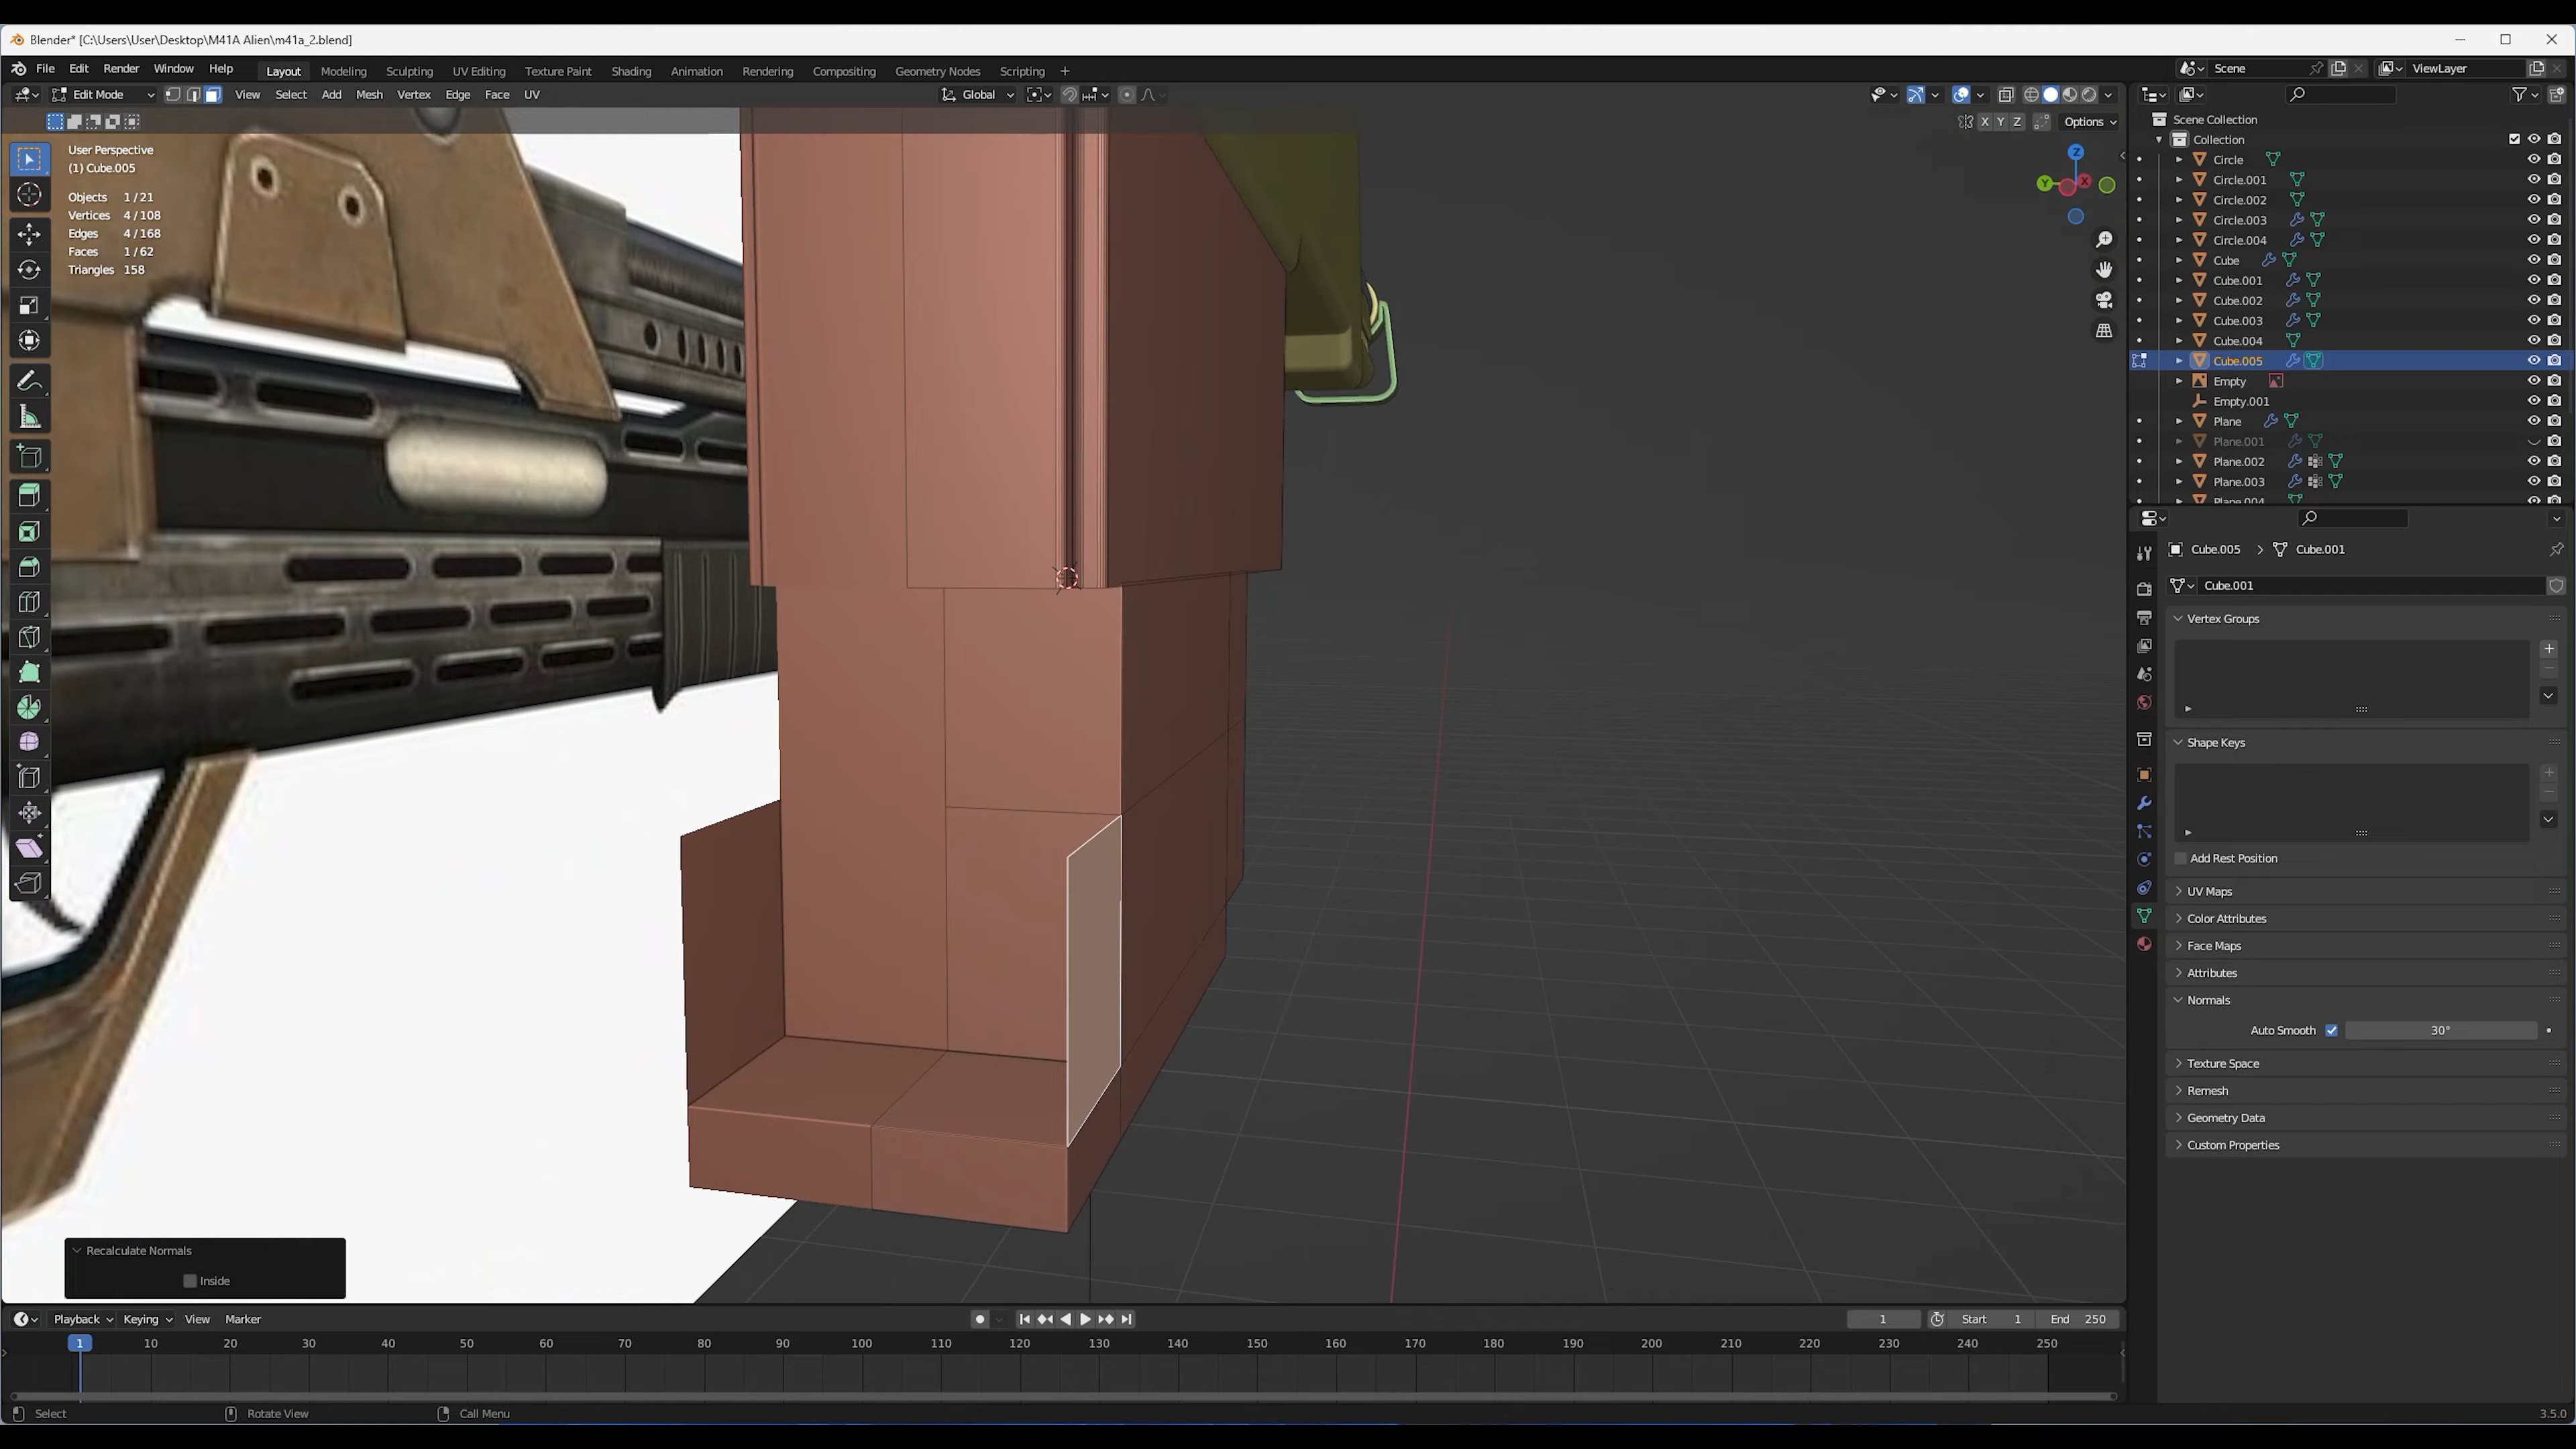 Blender* [C:\Users\User\Desktop\M41A Alien\m41a_2.blend]
File Edit Render Window Help
Layout Modeling Sculpting UV Editing Texture Paint Shading Animation Rendering Compositing Geometry Nodes Scripting +
Scene
ViewLayer
Edit Mode View Select Add Mesh Vertex Edge Face UV
Global
X Y Z
Options
User Perspective
(1) Cube.005
Objects 1 / 21
Vertices 4 / 108
Edges 4 / 168
Faces 1 / 62
Triangles 158
Z
Y
X
Scene Collection
Collection
Circle
Circle.001
Circle.002
Circle.003
Circle.004
Cube
Cube.001
Cube.002
Cube.003
Cube.004
Cube.005
Empty
Empty.001
Plane
Plane.001
Plane.002
Plane.003
Plane.004
Cube.005 > Cube.001
Cube.001
Vertex Groups
Shape Keys
Add Rest Position
UV Maps
Color Attributes
Face Maps
Attributes
Normals
Auto Smooth 30°
Texture Space
Remesh
Geometry Data
Custom Properties
Recalculate Normals
Inside
Playback Keying View Marker
1 Start 1 End 250
1 10 20 30 40 50 60 70 80 90 100 110 120 130 140 150 160 170 180 190 200 210 220 230 240 250
Select Rotate View Call Menu
3.5.0